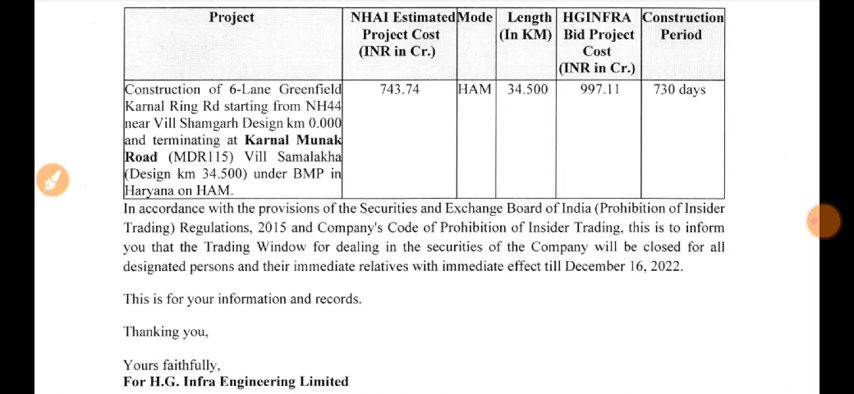 Project NHAI Estimated Mode Length HGINFRA Construction
Project Cost (In KM) Bid Project Period
(INR in Cr.) Cost
(INR in Cr.)
Construction of 6-Lane Greenfield 743.74 HAM 34.500 997.11 730 days
Karnal Ring Rd starting from NH44
near Vill Shamgarh Design km 0.000
and terminating at Karnal Munak
Road (MDR115) Vill Samalakha
(Design km 34.500) under BMP in
Haryana on HAM.
In accordance with the provisions of the Securities and Exchange Board of India (Prohibition of Insider
Trading) Regulations, 2015 and Company's Code of Prohibition of Insider Trading, this is to inform
you that the Trading Window for dealing in the securities of the Company will be closed for all
designated persons and their immediate relatives with immediate effect till December 16, 2022.
This is for your information and records.
Thanking you,
Yours faithfully,
For H.G. Infra Engineering Limited